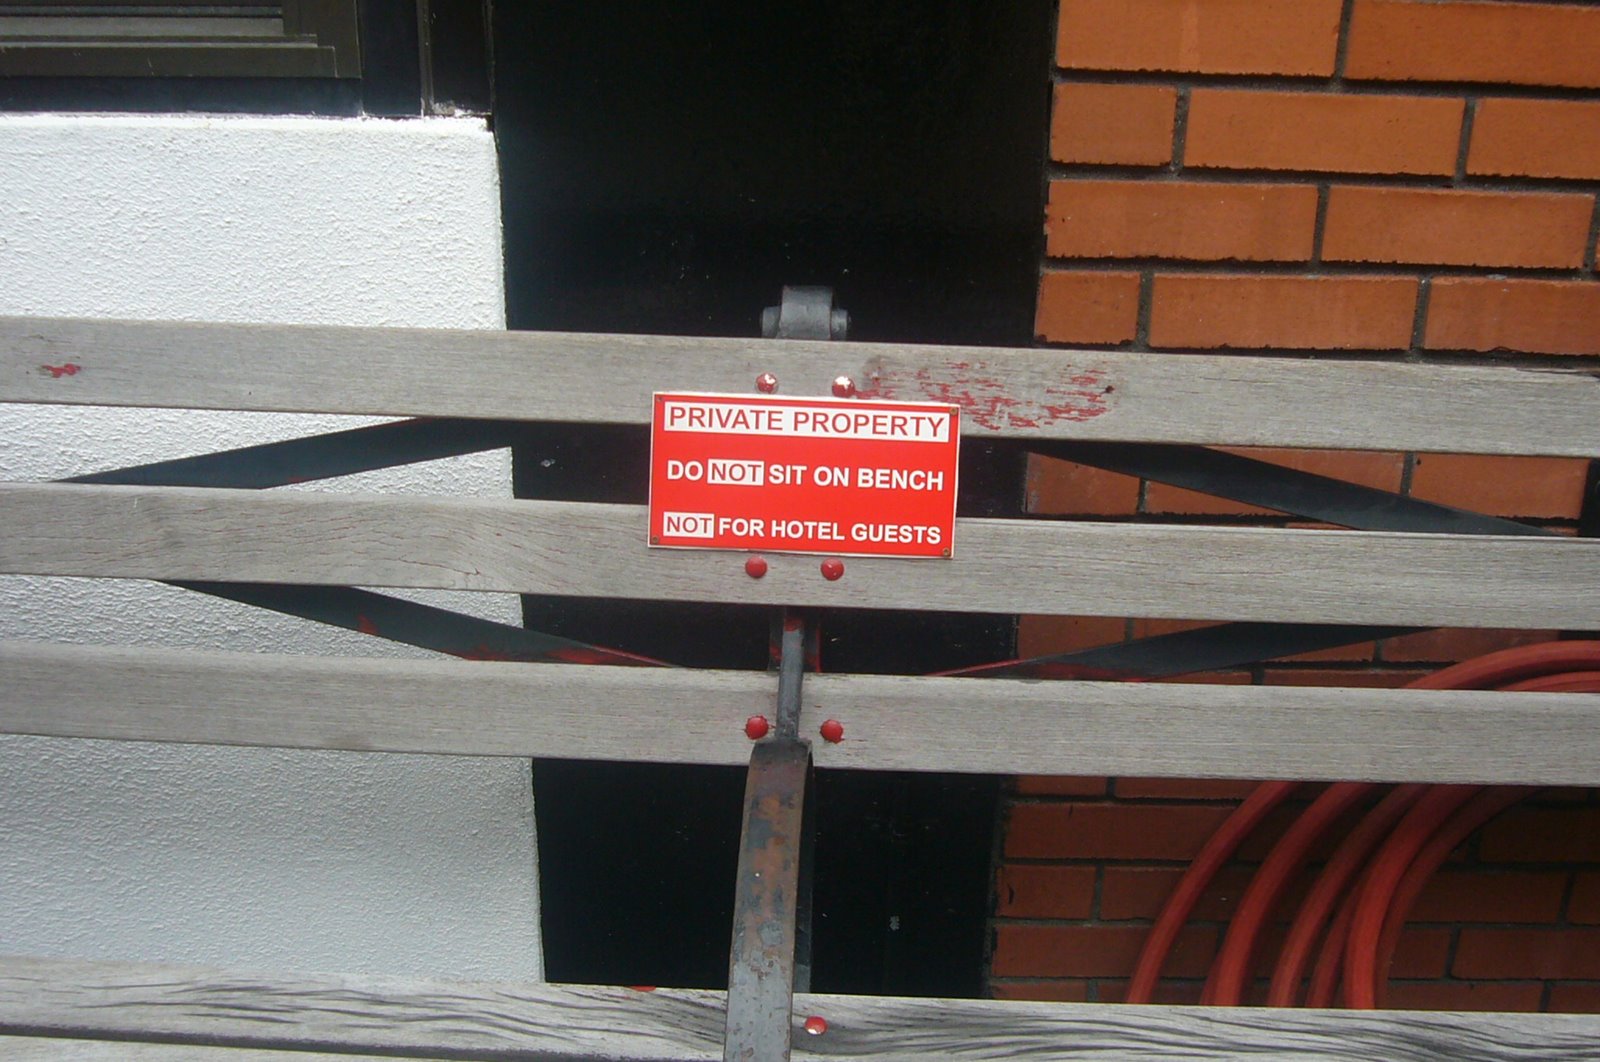 PRIVATE PROPERTY
DO NOT SIT ON BENCH
NOT FOR HOTEL GUESTS